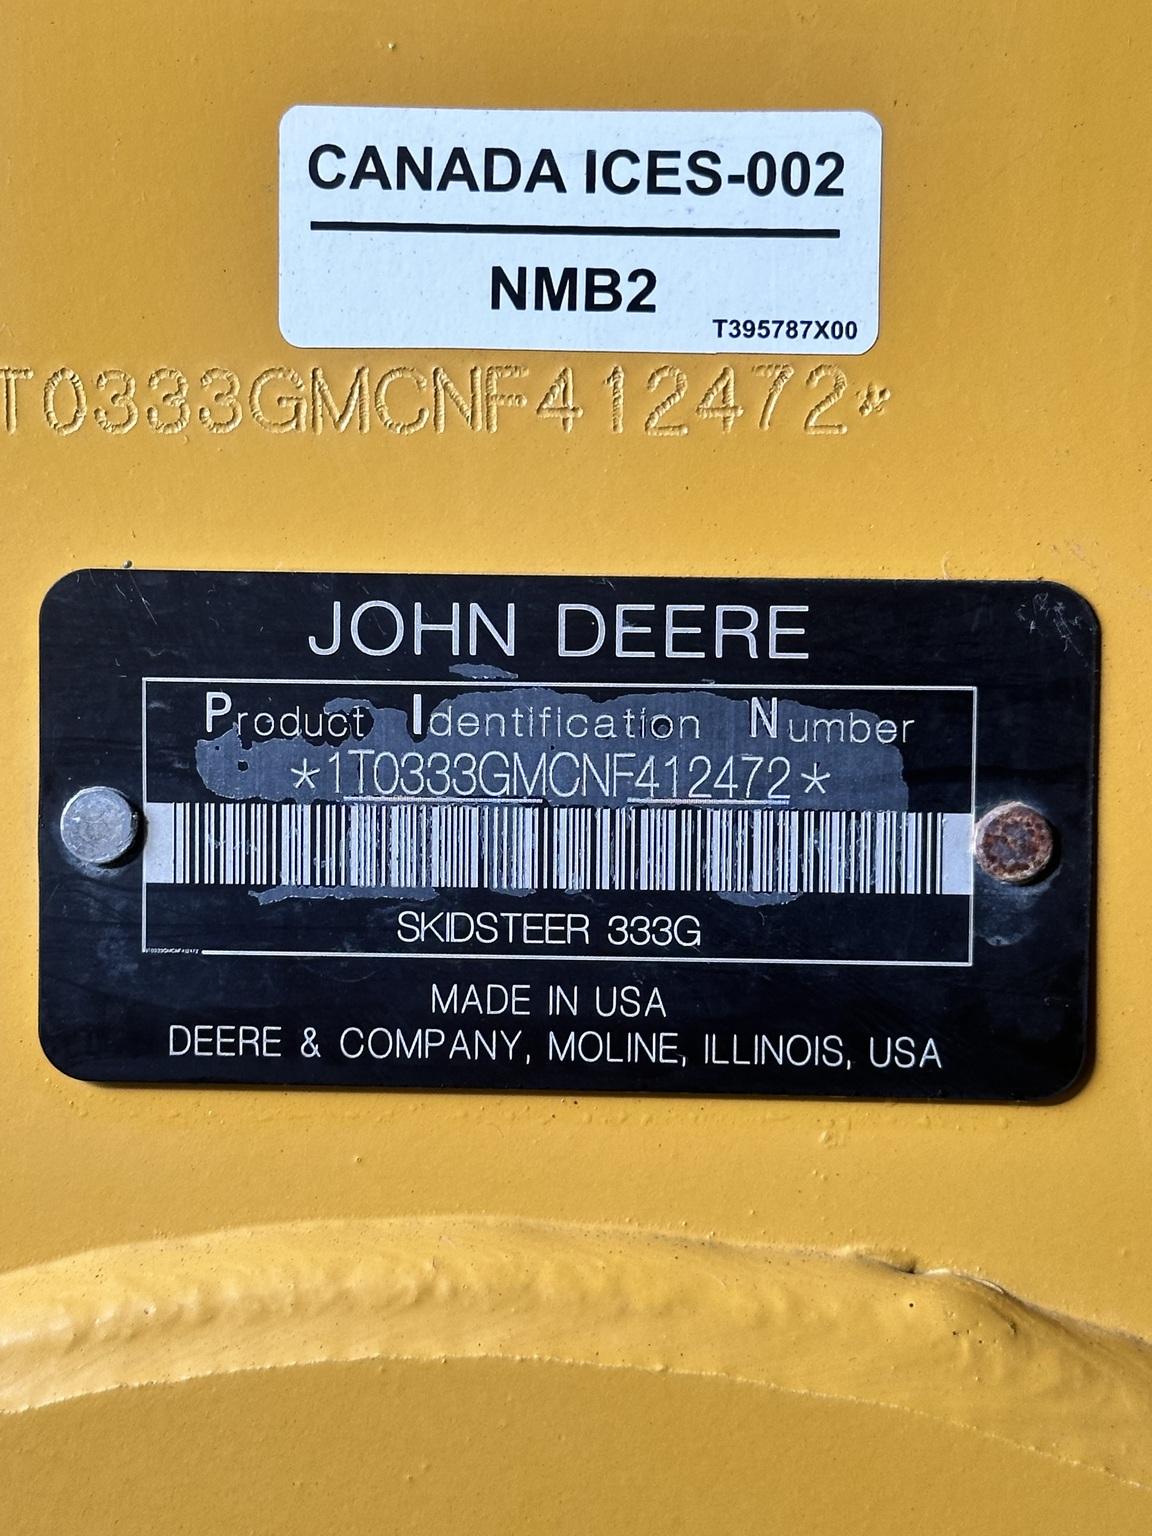 CANADA ICES-002
NMB2
T395787X00
T0333GMCNF412472*
JOHN DEERE
Product Identification Number
*1T0333GMCNF412472*
SKIDSTEER 333G
1T0333GMCNF412472
MADE IN USA
DEERE & COMPANY, MOLINE, ILLINOIS, USA